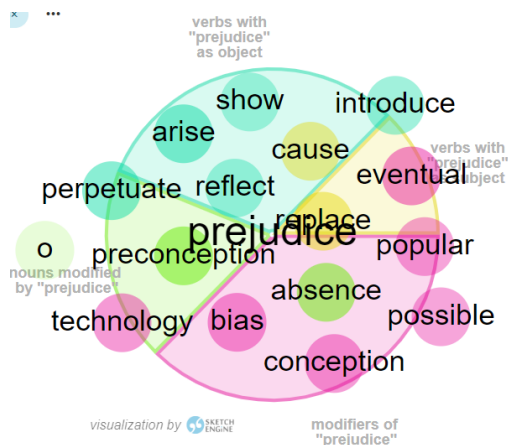 x ...
verbs with
"prejudice"
as object
show
introduce
arise
cause
verbs with
"prejudice"
as subject
eventual
perpetuate
reflect
replace
prejudice
o
preconception
popular
nouns modified
by "prejudice"
absence
technology
bias
possible
conception
visualization by SKETCH ENGINE
modifiers of
"prejudice"